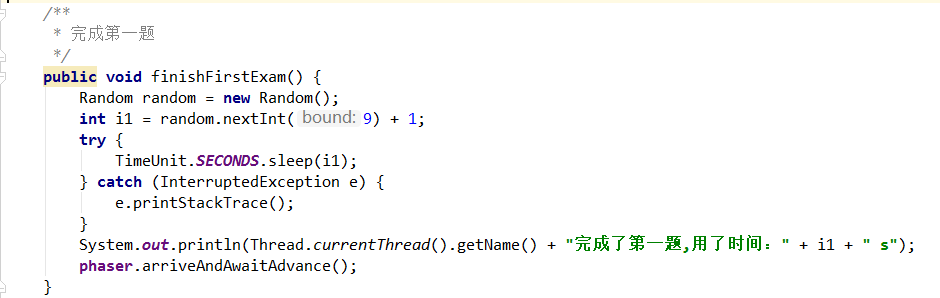 /**
 * 完成第一题
 */
public void finishFirstExam() {
    Random random = new Random();
    int i1 = random.nextInt( bound: 9) + 1;
    try {
        TimeUnit.SECONDS.sleep(i1);
    } catch (InterruptedException e) {
        e.printStackTrace();
    }
    System.out.println(Thread.currentThread().getName() + "完成了第一题,用了时间：" + i1 + " s");
    phaser.arriveAndAwaitAdvance();
}